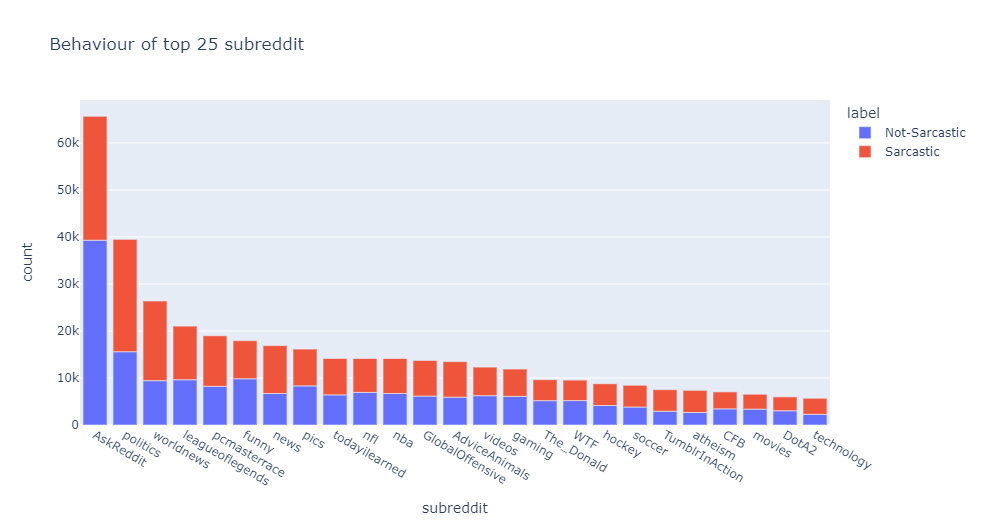 Behaviour of top 25 subreddit
label
Not-Sarcastic
Sarcastic
count
60k
50k
40k
30k
20k
10k
0
AskReddit
politics
worldnews
leagueoflegends
pcmasterrace
funny
news
pics
todayilearned
nfl
nba
GlobalOffensive
AdviceAnimals
videos
gaming
The_Donald
WTF
hockey
soccer
TumblrInAction
atheism
CFB
movies
DotA2
technology
subreddit